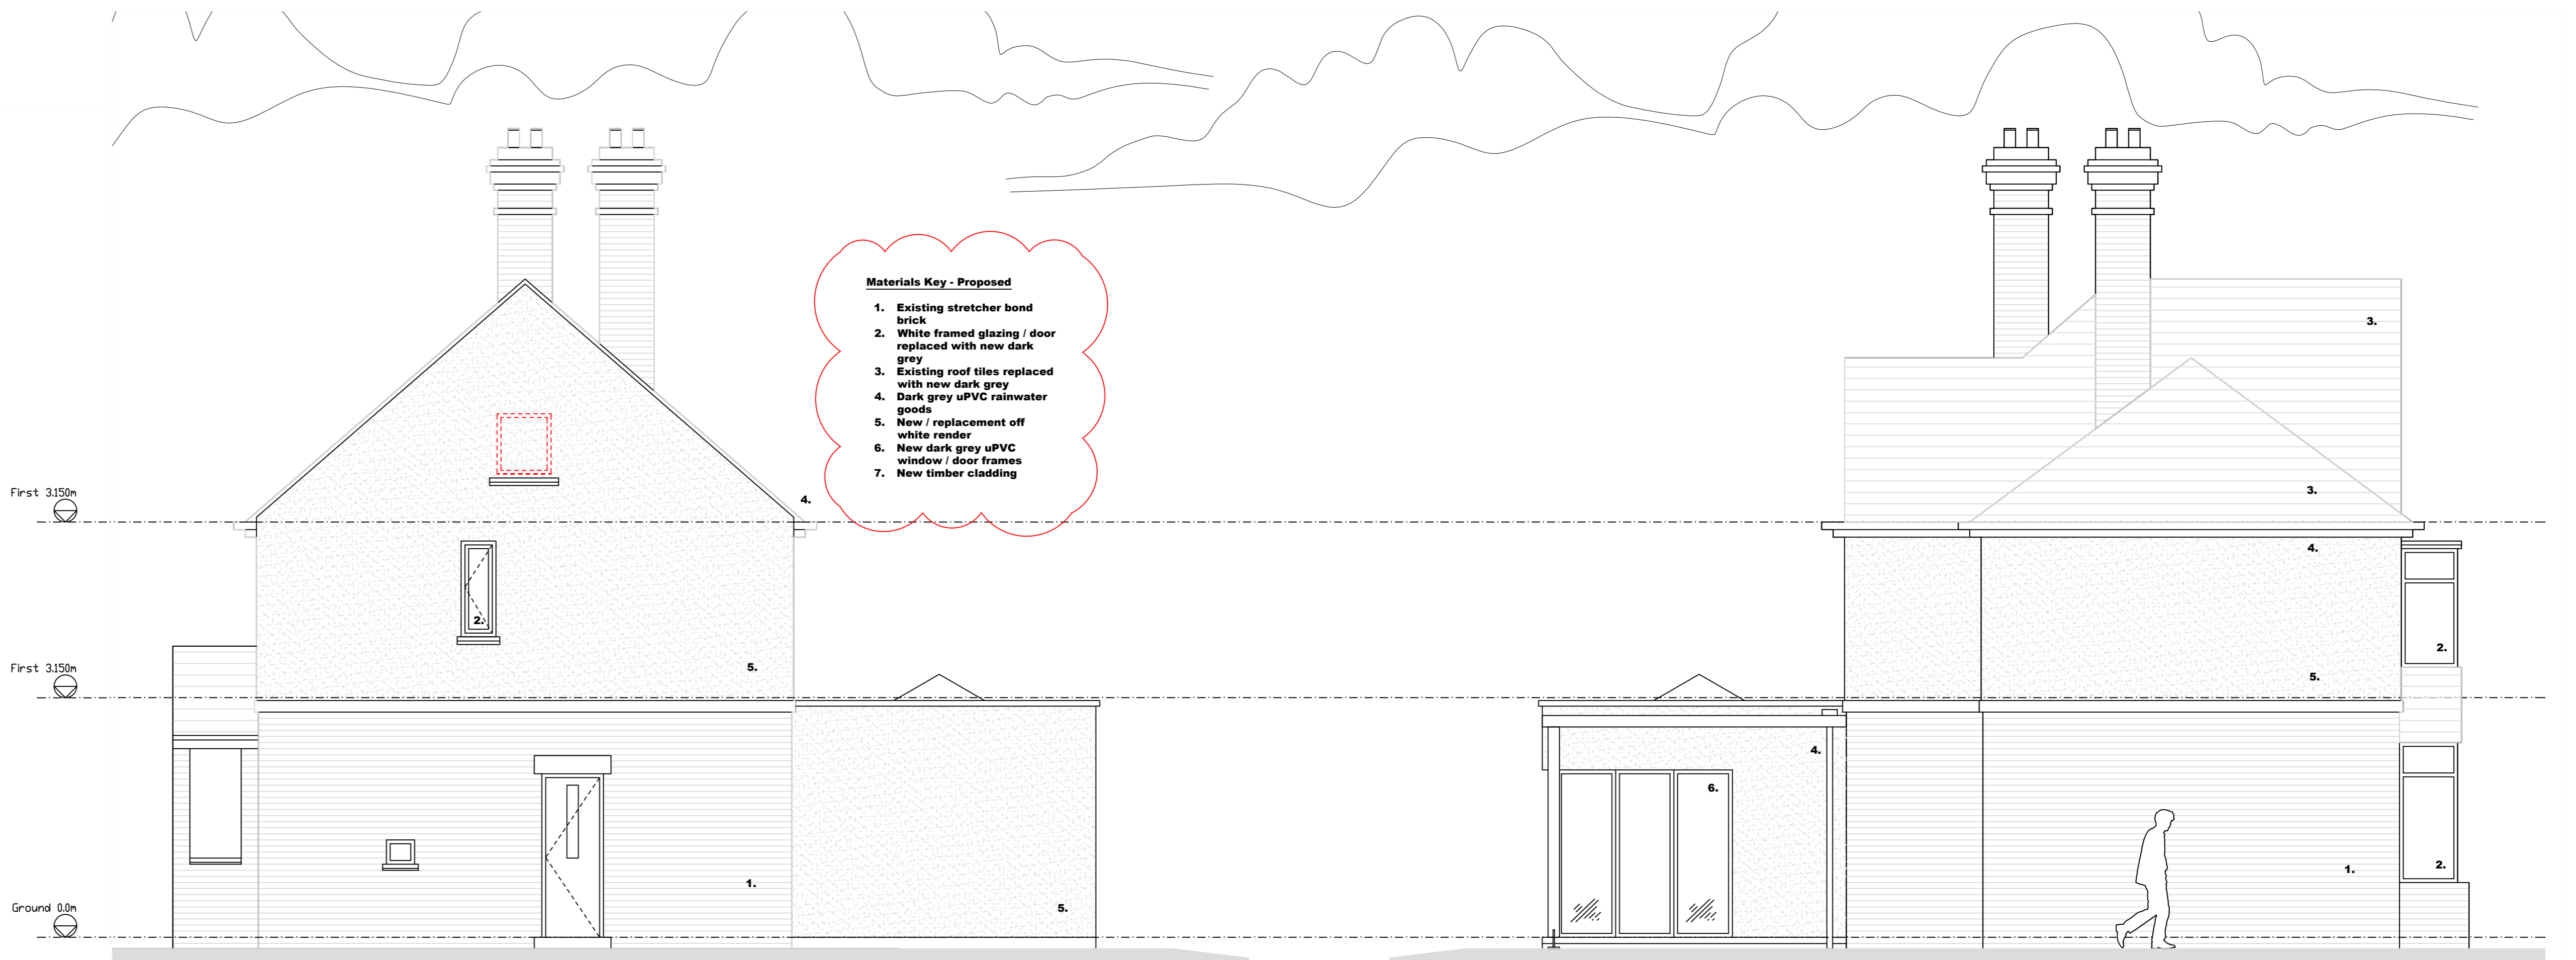 Materials Key - Proposed
1. Existing stretcher bond
brick
2. White framed glazing / door
replaced with new dark
grey
3. Existing roof tiles replaced
with new dark grey
4. Dark grey uPVC rainwater
goods
5. New / replacement off
white render
6. New dark grey uPVC
window / door frames
7. New timber cladding
3.
First 3.150m
4.
3.
4.
2.
2.
First 3.150m
5.
5.
4.
6.
1.
1.
2.
Ground 0.0m
5.